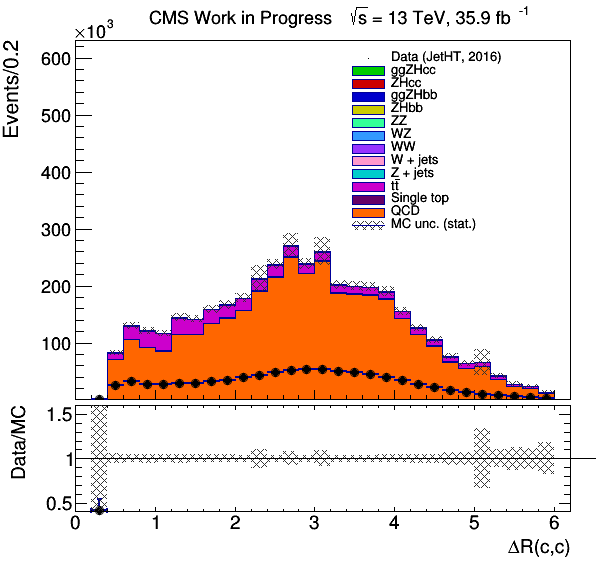 CMS Work in Progress √s = 13 TeV, 35.9 fb⁻¹
×10³
Events/0.2
600
500
400
300
200
100
Data (JetHT, 2016)
ggZHcc
ZHcc
ggZHbb
ZHbb
ZZ
WZ
WW
W + jets
Z + jets
tt̄
Single top
QCD
MC unc. (stat.)
Data/MC
1.5
1
0.5
0 1 2 3 4 5 6
ΔR(c,c)